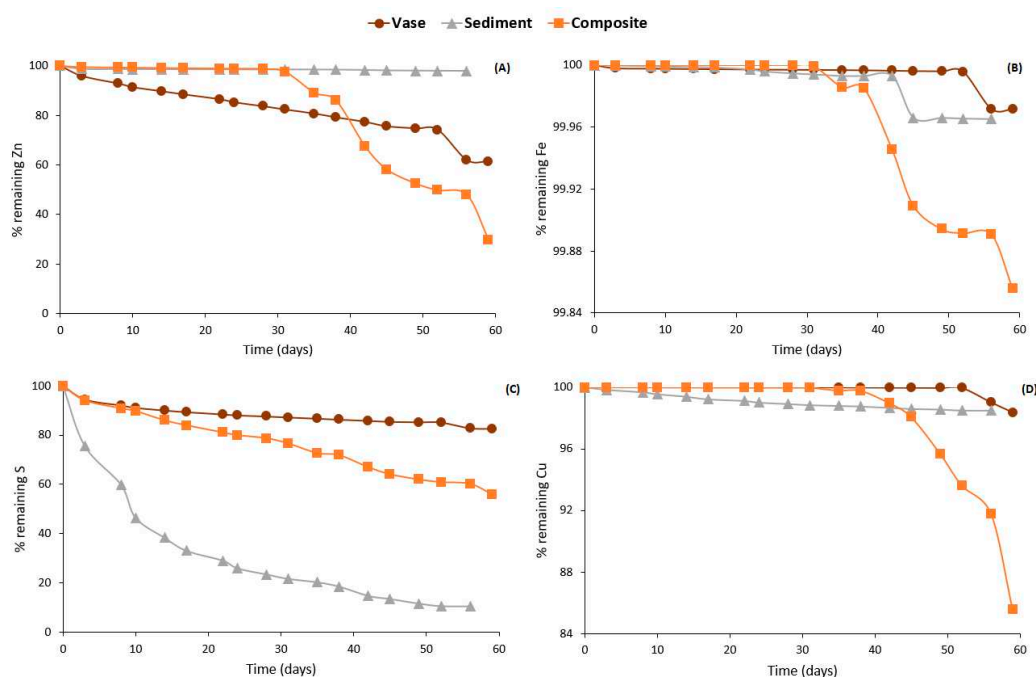 Vase Sediment Composite
(A)
% remaining Zn
100
80
60
40
20
0
0 10 20 30 40 50 60
Time (days)
(B)
% remaining Fe
100
99.96
99.92
99.88
99.84
0 10 20 30 40 50 60
Time (days)
(C)
% remaining S
100
80
60
40
20
0
0 10 20 30 40 50 60
Time (days)
(D)
% remaining Cu
100
96
92
88
84
0 10 20 30 40 50 60
Time (days)